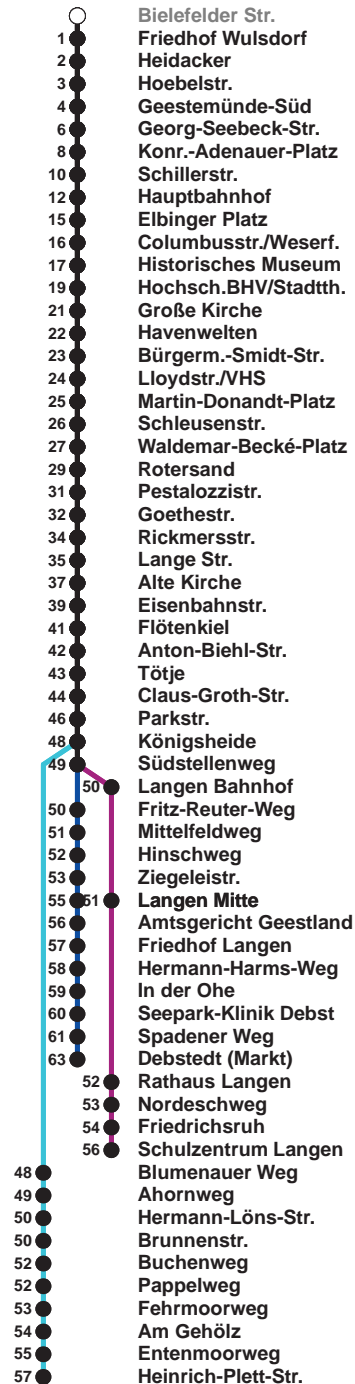 Bielefelder Str.
1 Friedhof Wulsdorf
2 Heidacker
3 Hoebelstr.
4 Geestemünde-Süd
6 Georg-Seebeck-Str.
8 Konr.-Adenauer-Platz
10 Schillerstr.
12 Hauptbahnhof
15 Elbinger Platz
16 Columbusstr./Weserf.
17 Historisches Museum
19 Hochsch.BHV/Stadtth.
21 Große Kirche
22 Havenwelten
23 Bürgerm.-Smidt-Str.
24 Lloydstr./VHS
25 Martin-Donandt-Platz
26 Schleusenstr.
27 Waldemar-Becké-Platz
29 Rotersand
31 Pestalozzistr.
32 Goethestr.
34 Rickmersstr.
35 Lange Str.
37 Alte Kirche
39 Eisenbahnstr.
41 Flötenkiel
42 Anton-Biehl-Str.
43 Tötje
44 Claus-Groth-Str.
46 Parkstr.
48 Königsheide
49 Südstellenweg
50 Langen Bahnhof
50 Fritz-Reuter-Weg
51 Mittelfeldweg
52 Hinschweg
53 Ziegeleistr.
55 51 Langen Mitte
56 Amtsgericht Geestland
57 Friedhof Langen
58 Hermann-Harms-Weg
59 In der Ohe
60 Seepark-Klinik Debst
61 Spadener Weg
63 Debstedt (Markt)
52 Rathaus Langen
53 Nordeschweg
54 Friedrichsruh
56 Schulzentrum Langen
48 Blumenauer Weg
49 Ahornweg
50 Hermann-Löns-Str.
50 Brunnenstr.
52 Buchenweg
52 Pappelweg
53 Fehrmoorweg
54 Am Gehölz
55 Entenmoorweg
57 Heinrich-Plett-Str.